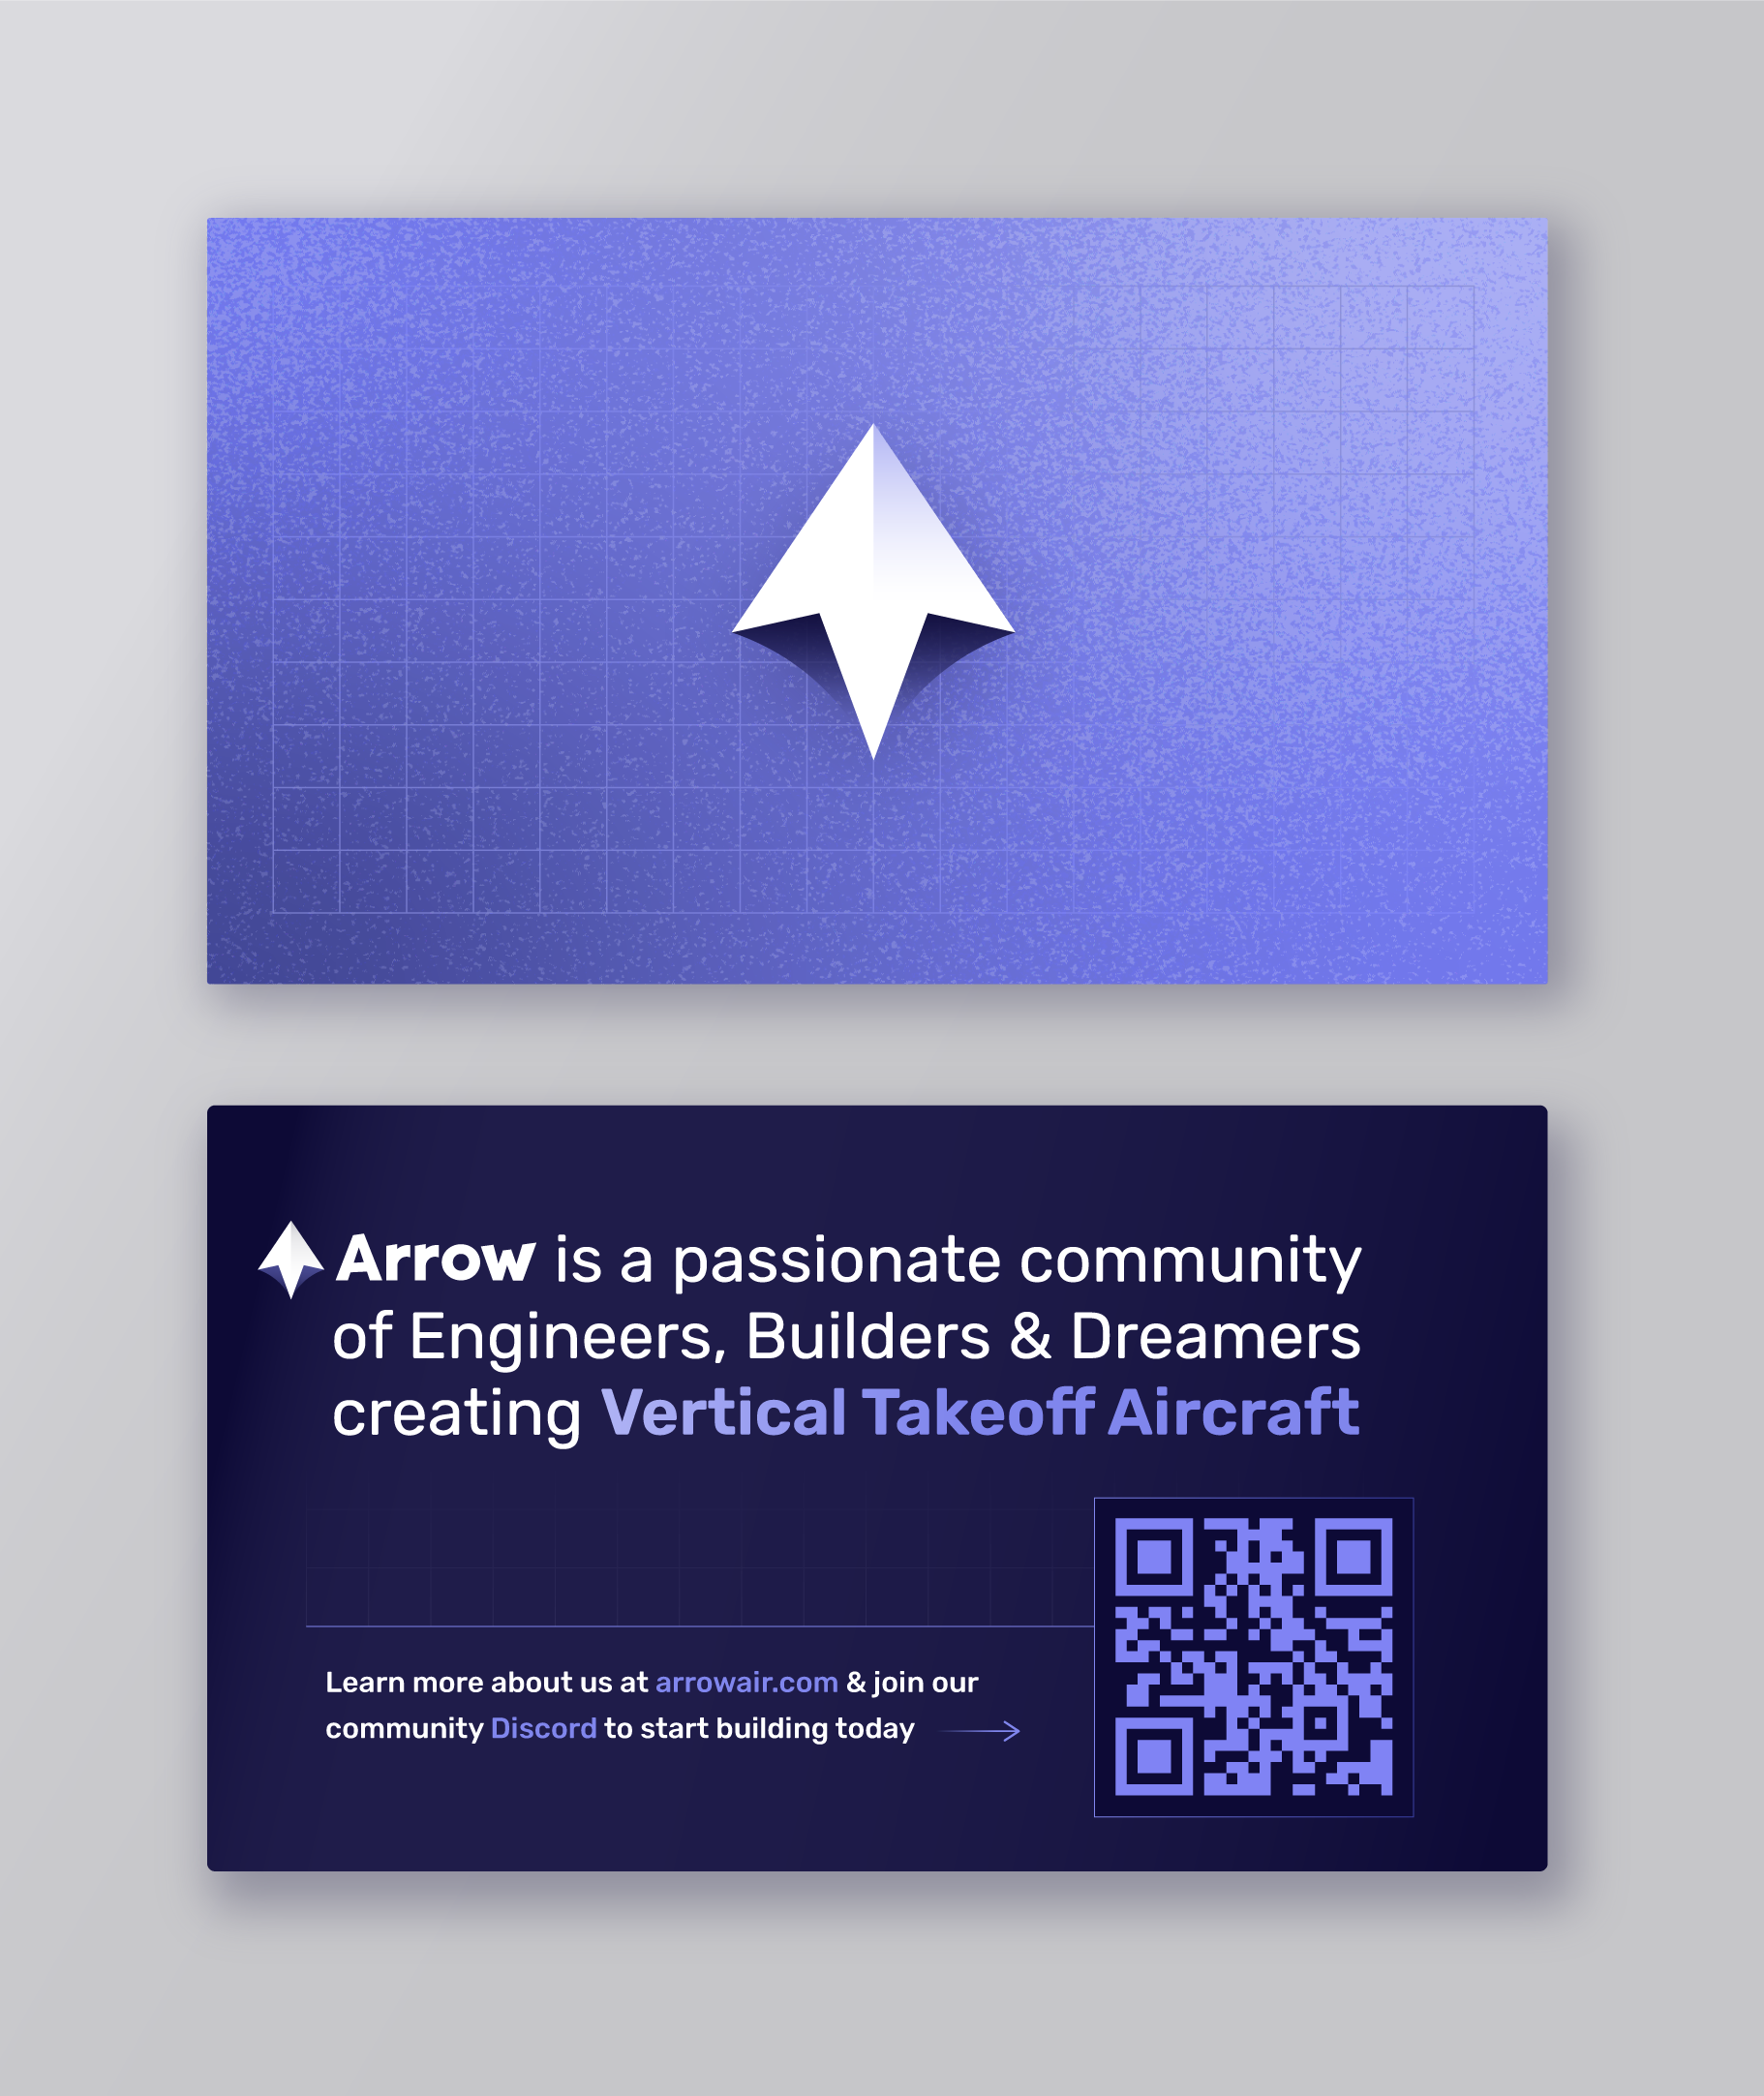 Arrow is a passionate community
of Engineers, Builders & Dreamers
creating Vertical Takeoff Aircraft
Learn more about us at arrowair.com & join our
community Discord to start building today